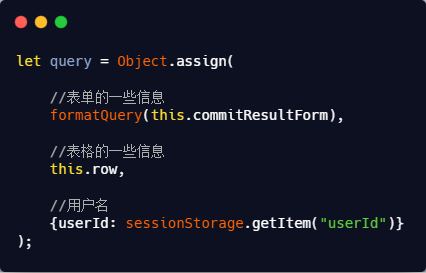 let query = Object.assign(
//表单的一些信息
formatQuery(this.commitResultForm),
//表格的一些信息
this.row,
//用户名
{userId: sessionStorage.getItem("userId")}
);